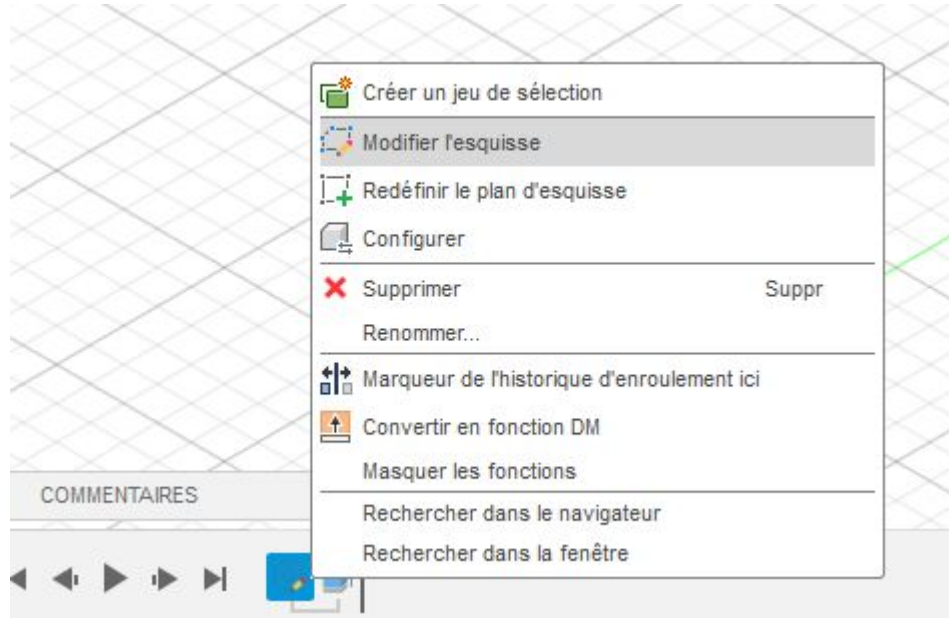 Créer un jeu de sélection
Modifier l'esquisse
Redéfinir le plan d'esquisse
Configurer
Supprimer Suppr
Renommer...
Marqueur de l'historique d'enroulement ici
Convertir en fonction DM
Masquer les fonctions
COMMENTAIRES
Rechercher dans le navigateur
Rechercher dans la fenêtre